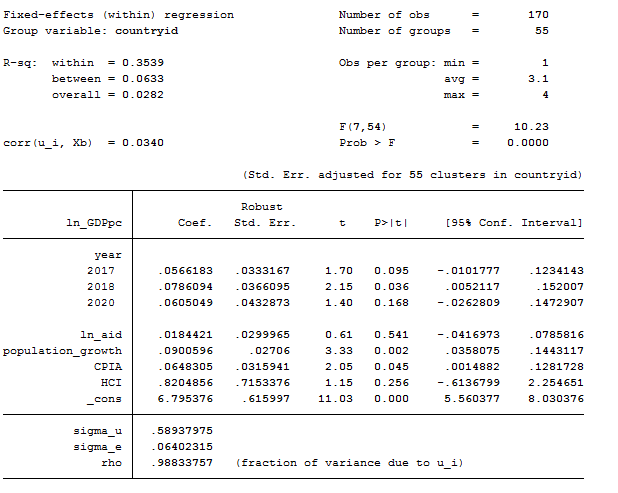 Fixed-effects (within) regression Number of obs = 170
Group variable: countryid Number of groups = 55
R-sq: within = 0.3539 Obs per group: min = 1
between = 0.0633 avg = 3.1
overall = 0.0282 max = 4
F(7,54) = 10.23
corr(u_i, Xb) = 0.0340 Prob > F = 0.0000
(Std. Err. adjusted for 55 clusters in countryid)
Robust
ln_GDPpc Coef. Std. Err. t P>|t| [95% Conf. Interval]
year
2017 .0566183 .0333167 1.70 0.095 -.0101777 .1234143
2018 .0786094 .0366095 2.15 0.036 .0052117 .152007
2020 .0605049 .0432873 1.40 0.168 -.0262809 .1472907
ln_aid .0184421 .0299965 0.61 0.541 -.0416973 .0785816
population_growth .0900596 .02706 3.33 0.002 .0358075 .1443117
CPIA .0648305 .0315941 2.05 0.045 .0014882 .1281728
HCI .8204856 .7153376 1.15 0.256 -.6136799 2.254651
_cons 6.795376 .615997 11.03 0.000 5.560377 8.030376
sigma_u .58937975
sigma_e .06402315
rho .98833757 (fraction of variance due to u_i)